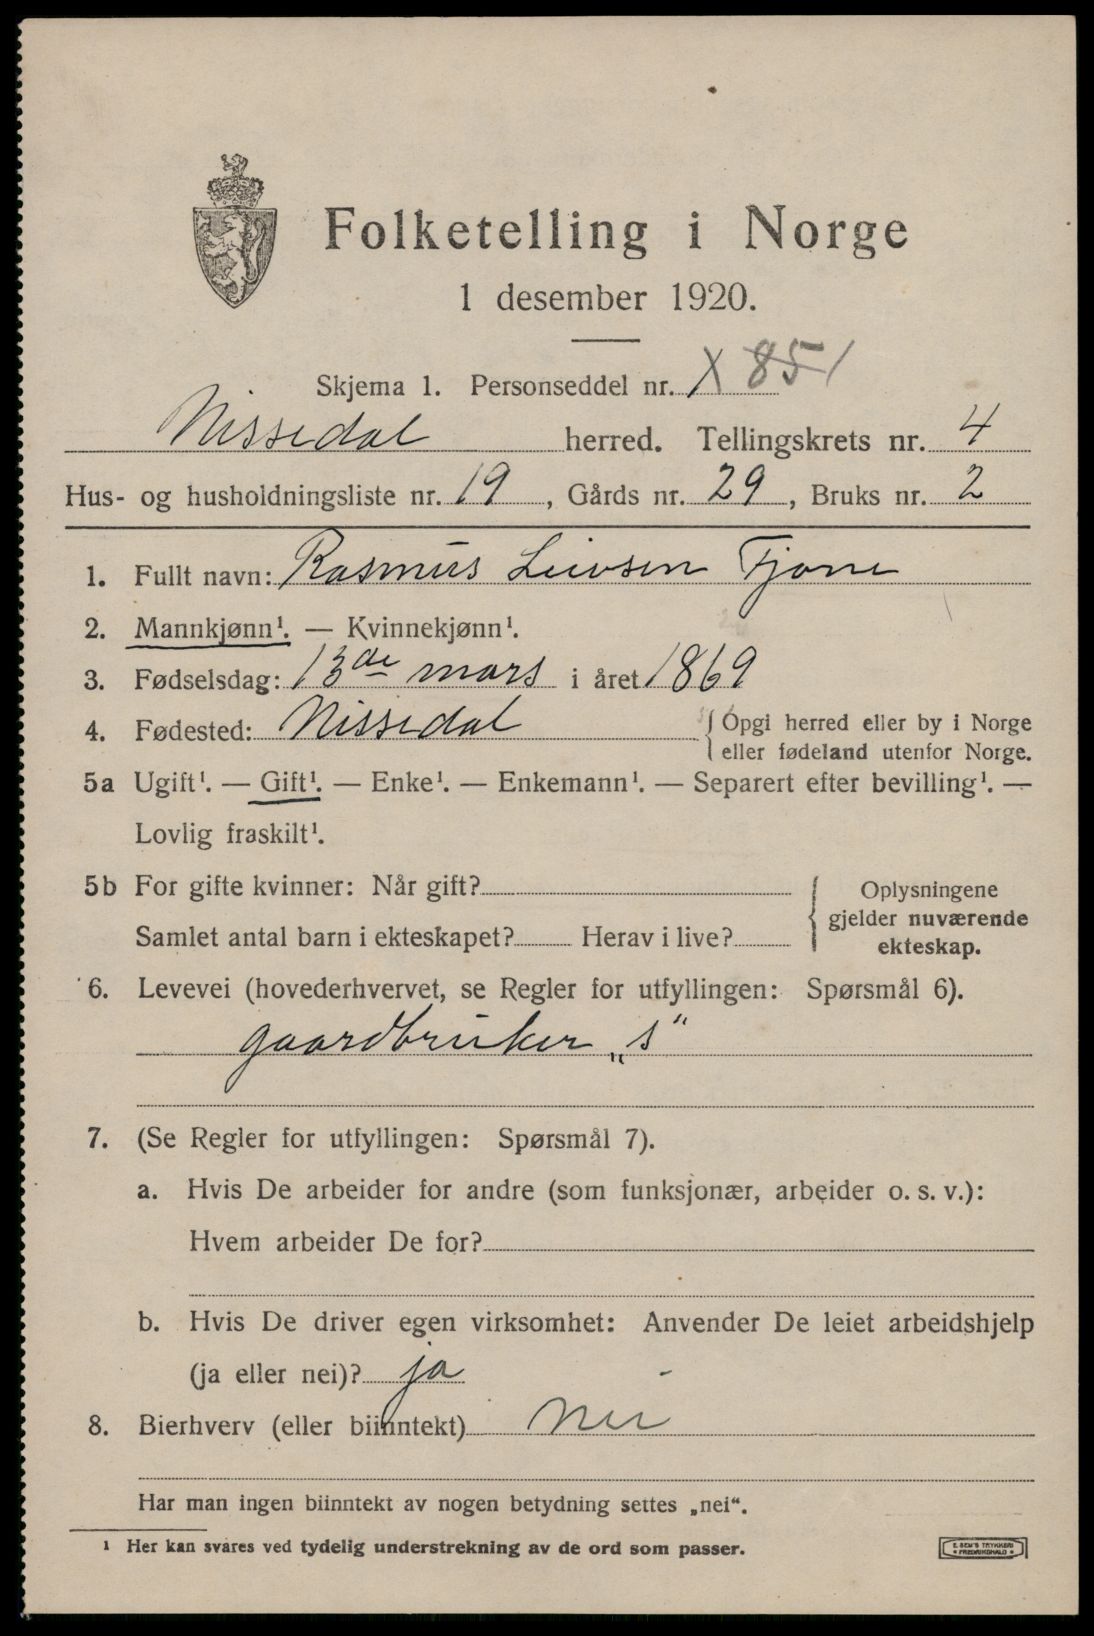 Folketelling i Norge
1 desember 1920.
Skjema 1. Personseddel nr. X 851
Nissedal herred. Tellingskrets nr. 4
Hus- og husholdningsliste nr. 19, Gårds nr. 29, Bruks nr. 2
1. Fullt navn: Rasmus Leivsen Fjone
2. Mannkjønn¹. — Kvinnekjønn¹.
3. Fødselsdag: 13de mars i året 1869
4. Fødested: Nissedal { Opgi herred eller by i Norge
eller fødeland utenfor Norge.
5a Ugift¹. — Gift¹. — Enke¹. — Enkemann¹. — Separert efter bevilling¹. —
Lovlig fraskilt¹.
5b For gifte kvinner: Når gift? { Oplysningene
gjelder nuværende
Samlet antal barn i ekteskapet? Herav i live? ekteskap.
6. Levevei (hovederhvervet, se Regler for utfyllingen: Spørsmål 6).
gaardbruker „s“
7. (Se Regler for utfyllingen: Spørsmål 7).
a. Hvis De arbeider for andre (som funksjonær, arbeider o. s. v.):
Hvem arbeider De for?
b. Hvis De driver egen virksomhet: Anvender De leiet arbeidshjelp
(ja eller nei)? ja
8. Bierhverv (eller biinntekt) Nei
Har man ingen biinntekt av nogen betydning settes „nei“.
¹ Her kan svares ved tydelig understrekning av de ord som passer.
E. SEM'S TRYKKERI
• FREDRIKSHALD •